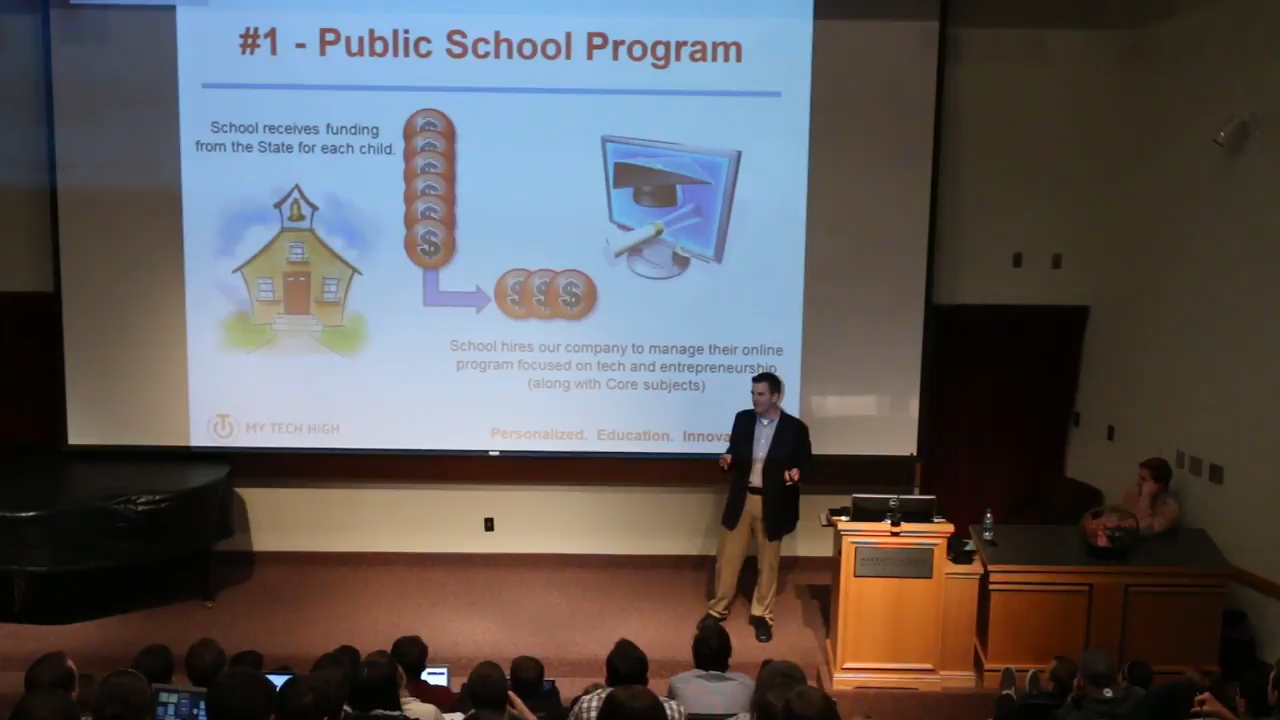 #1 - Public School Program
School receives funding
from the State for each child.
$
$ $ $
School hires our company to manage their online
program focused on tech and entrepreneurship
(along with Core subjects)
MY TECH HIGH
Personalized. Education. Innova